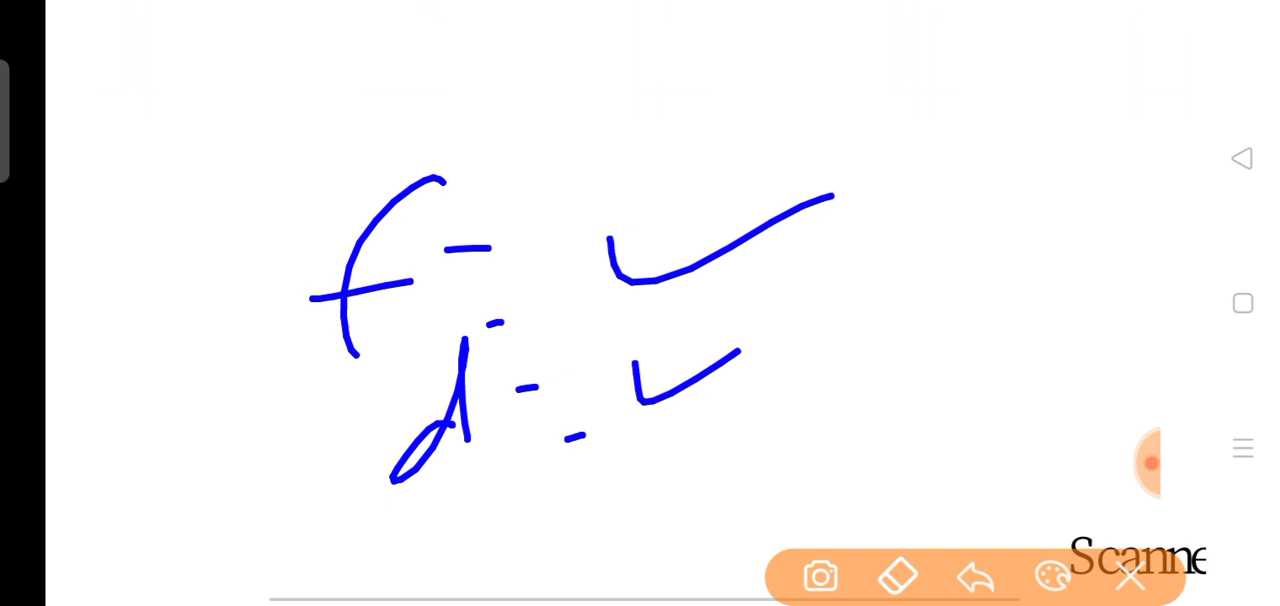 f - ✓
d - ✓
Scanne